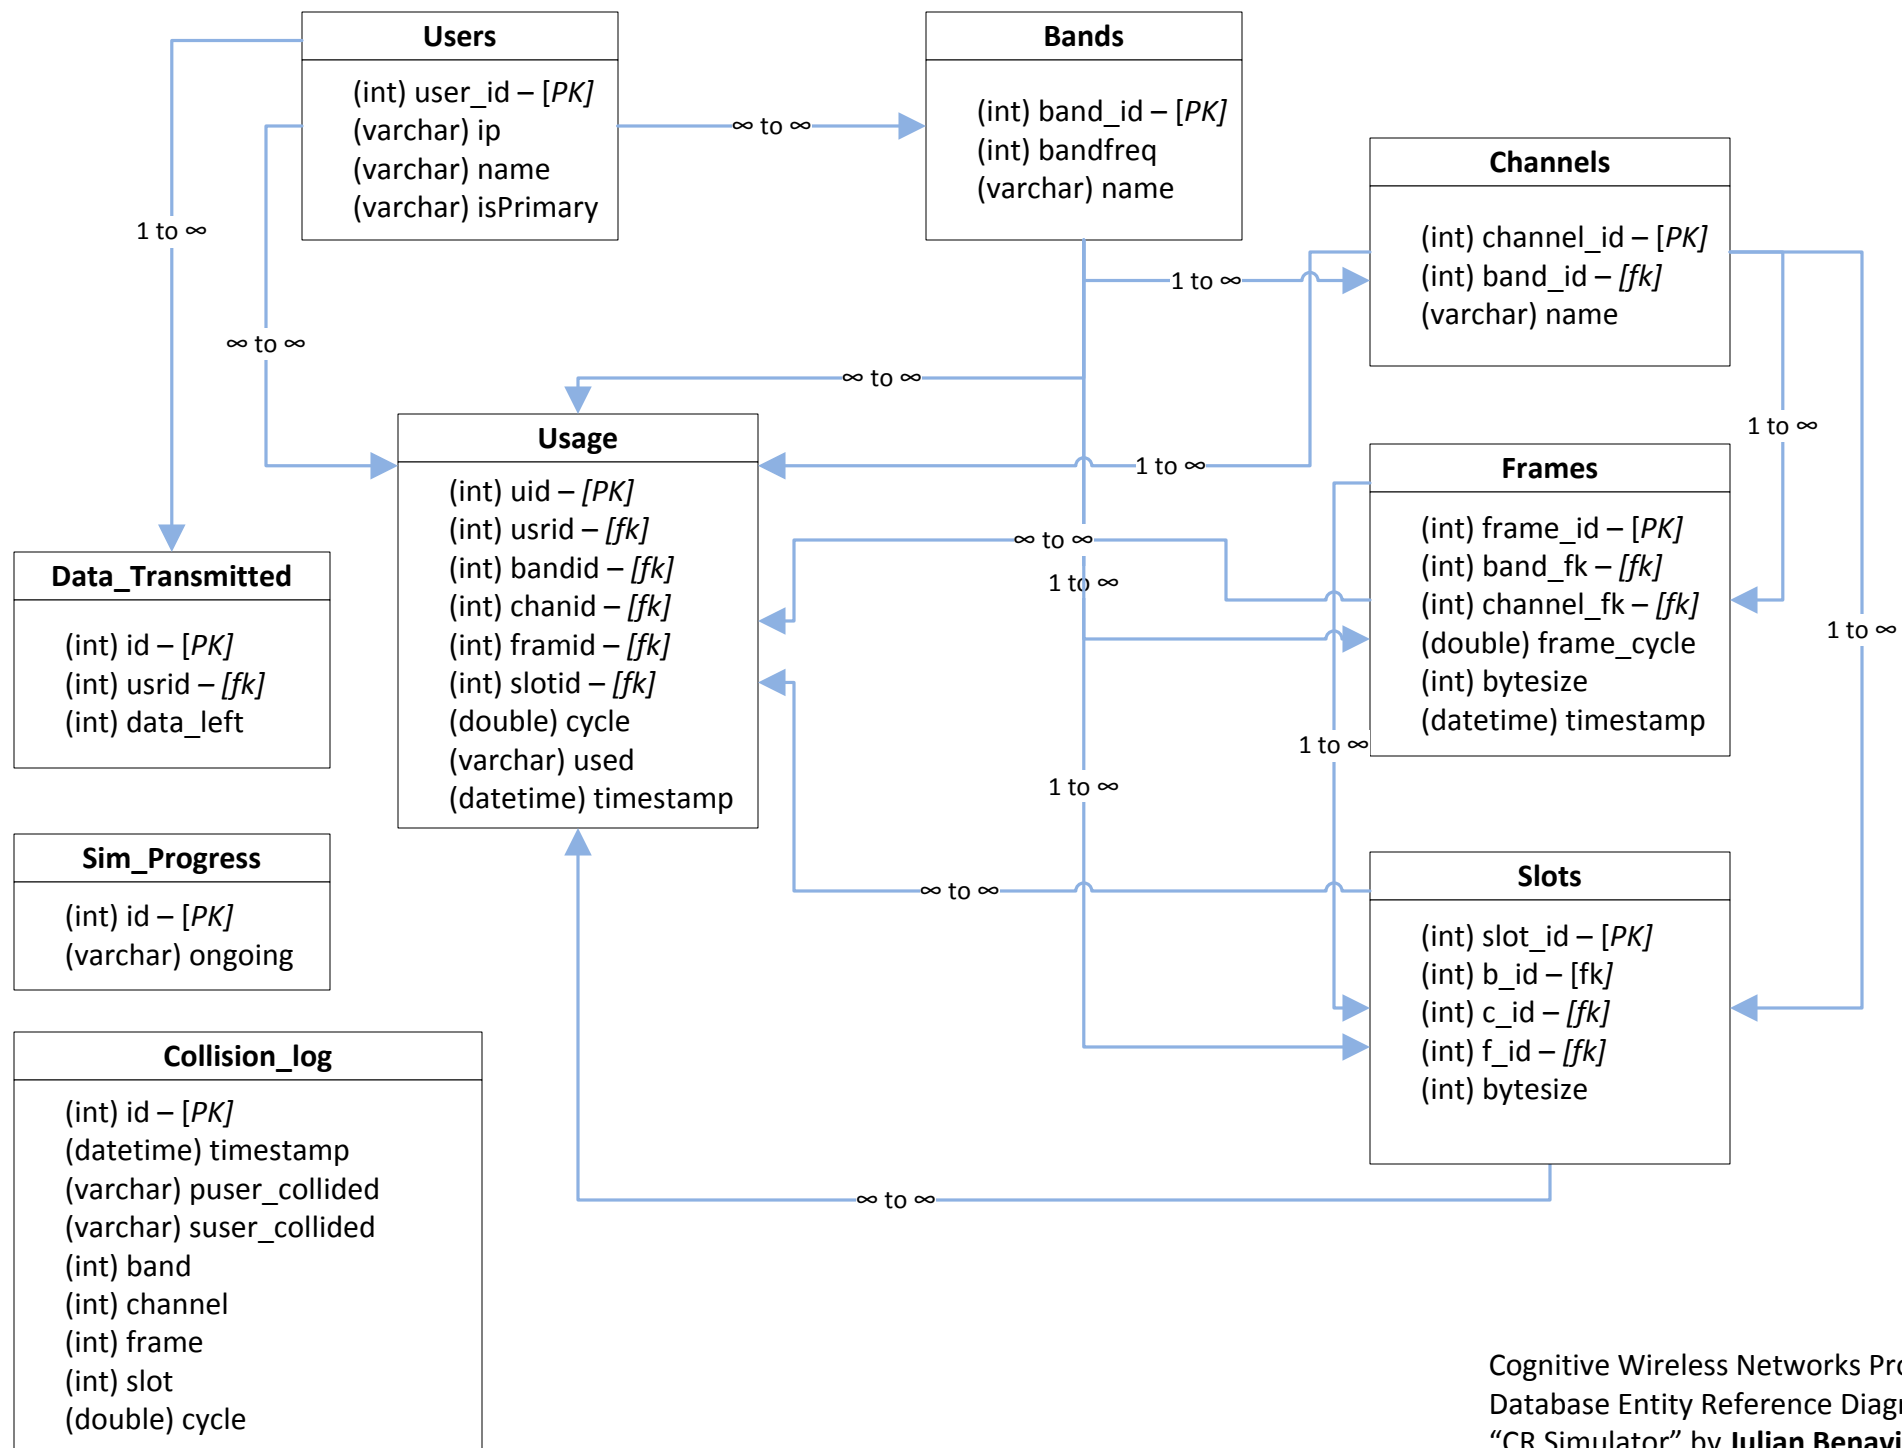 Users
(int) user_id – [PK]
(varchar) ip
(varchar) name
(varchar) isPrimary
∞ to ∞
Bands
(int) band_id – [PK]
(int) bandfreq
(varchar) name
Channels
(int) channel_id – [PK]
(int) band_id – [fk]
(varchar) name
1 to ∞
1 to ∞
∞ to ∞
∞ to ∞
1 to ∞
1 to ∞
1 to ∞
Usage
(int) uid – [PK]
(int) usrid – [fk]
(int) bandid – [fk]
(int) chanid – [fk]
(int) framid – [fk]
(int) slotid – [fk]
(double) cycle
(varchar) used
(datetime) timestamp
∞ to ∞
1 to ∞
Frames
(int) frame_id – [PK]
(int) band_fk – [fk]
(int) channel_fk – [fk]
(double) frame_cycle
(int) bytesize
(datetime) timestamp
1 to ∞
1 to ∞
Data_Transmitted
(int) id – [PK]
(int) usrid – [fk]
(int) data_left
Sim_Progress
(int) id – [PK]
(varchar) ongoing
∞ to ∞
Slots
(int) slot_id – [PK]
(int) b_id – [fk]
(int) c_id – [fk]
(int) f_id – [fk]
(int) bytesize
∞ to ∞
Collision_log
(int) id – [PK]
(datetime) timestamp
(varchar) puser_collided
(varchar) suser_collided
(int) band
(int) channel
(int) frame
(int) slot
(double) cycle
Cognitive Wireless Networks
Database Entity Reference
“CR Simulator” by Julian